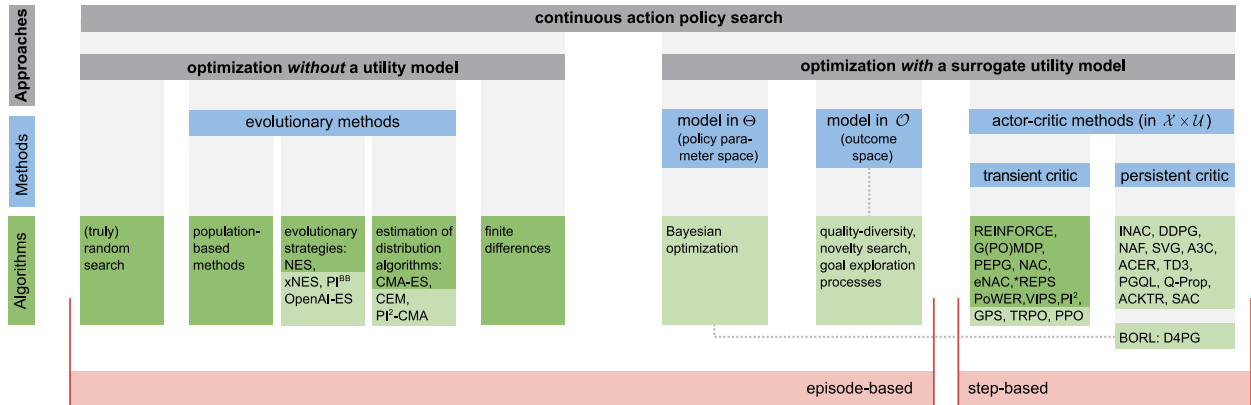 Approaches
continuous action policy search
optimization without a utility model
optimization with a surrogate utility model
Methods
evolutionary methods
model in Θ
(policy para-
meter space)
model in 𝒪
(outcome
space)
actor-critic methods (in 𝒳 × 𝒰)
transient critic
persistent critic
Algorithms
(truly)
random
search
population-
based
methods
evolutionary
strategies:
NES,
xNES, PI^BB
OpenAI-ES
estimation of
distribution
algorithms:
CMA-ES,
CEM,
PI²-CMA
finite
differences
Bayesian
optimization
quality-diversity,
novelty search,
goal exploration
processes
REINFORCE,
G(PO)MDP,
PEPG, NAC,
eNAC,*REPS
PoWER,VIPS,PI²,
GPS, TRPO, PPO
INAC, DDPG,
NAF, SVG, A3C,
ACER, TD3,
PGQL, Q-Prop,
ACKTR, SAC
BORL: D4PG
episode-based
step-based